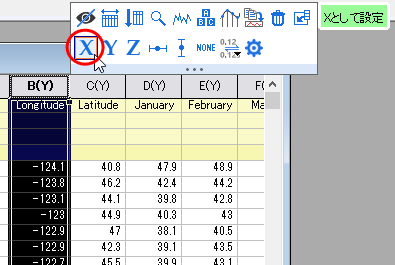 Xとして設定
X Y Z NONE 0,12 0,12
B(Y) C(Y) D(Y) E(Y)
Longitude Latitude January February
-124.1 40.8 47.9 48.9
-123.8 46.2 42.4 44.2
-123.1 44.1 39.8 42.8
-123 44.9 40.3 43
-122.9 47 38.1 40.5
-122.9 42.3 39.1 43.5
-122.7 45.5 39.9 43.1